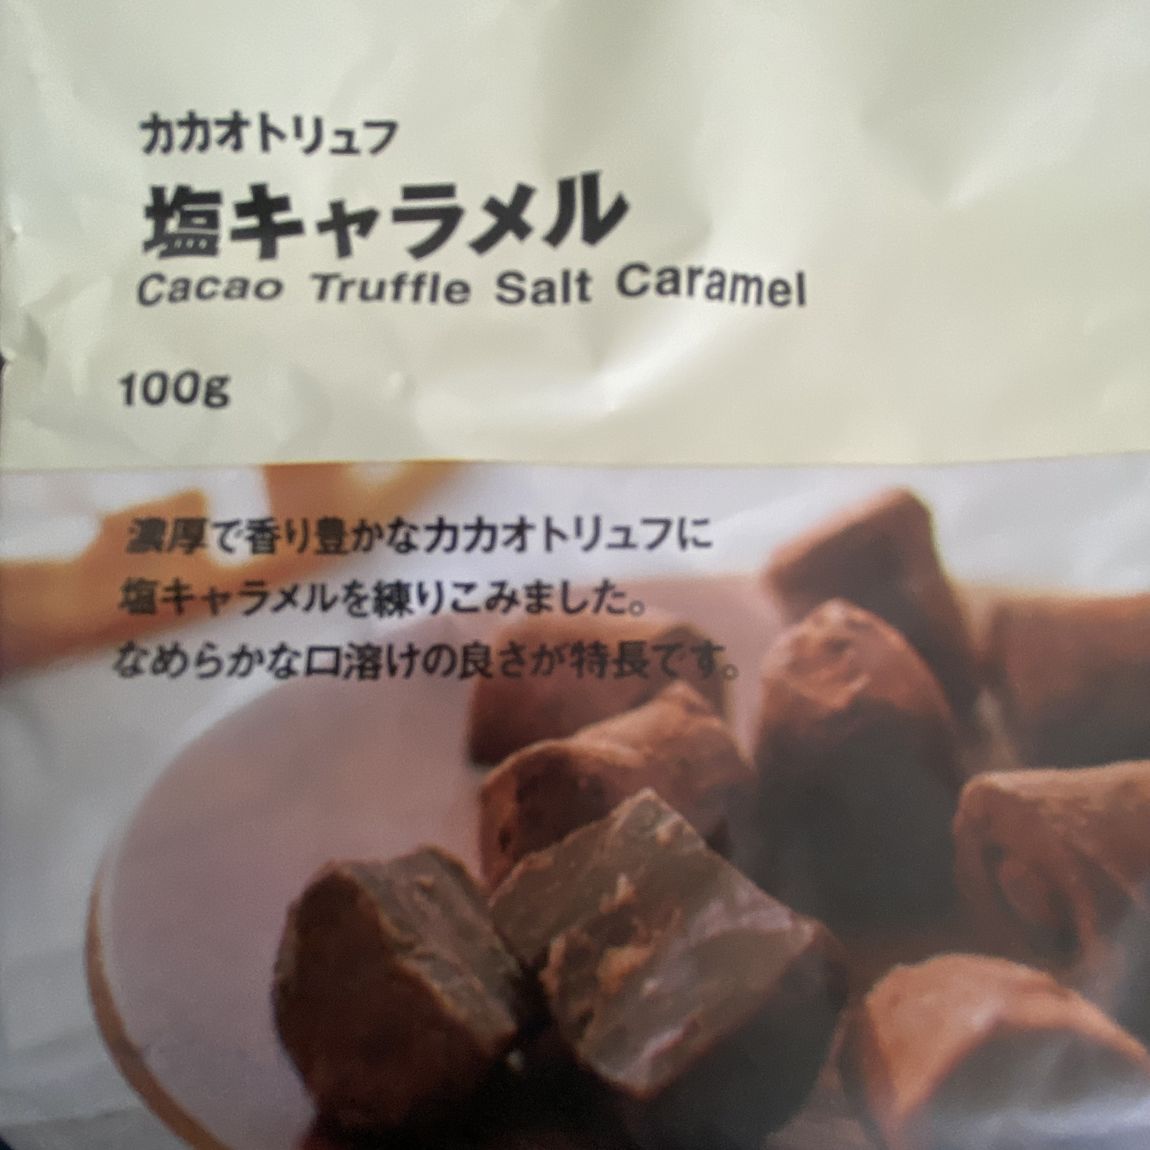 カカオトリュフ
塩キャラメル
Cacao Truffle Salt Caramel
100g
濃厚で香り豊かなカカオトリュフに
塩キャラメルを練りこみました。
なめらかな口溶けの良さが特長です。